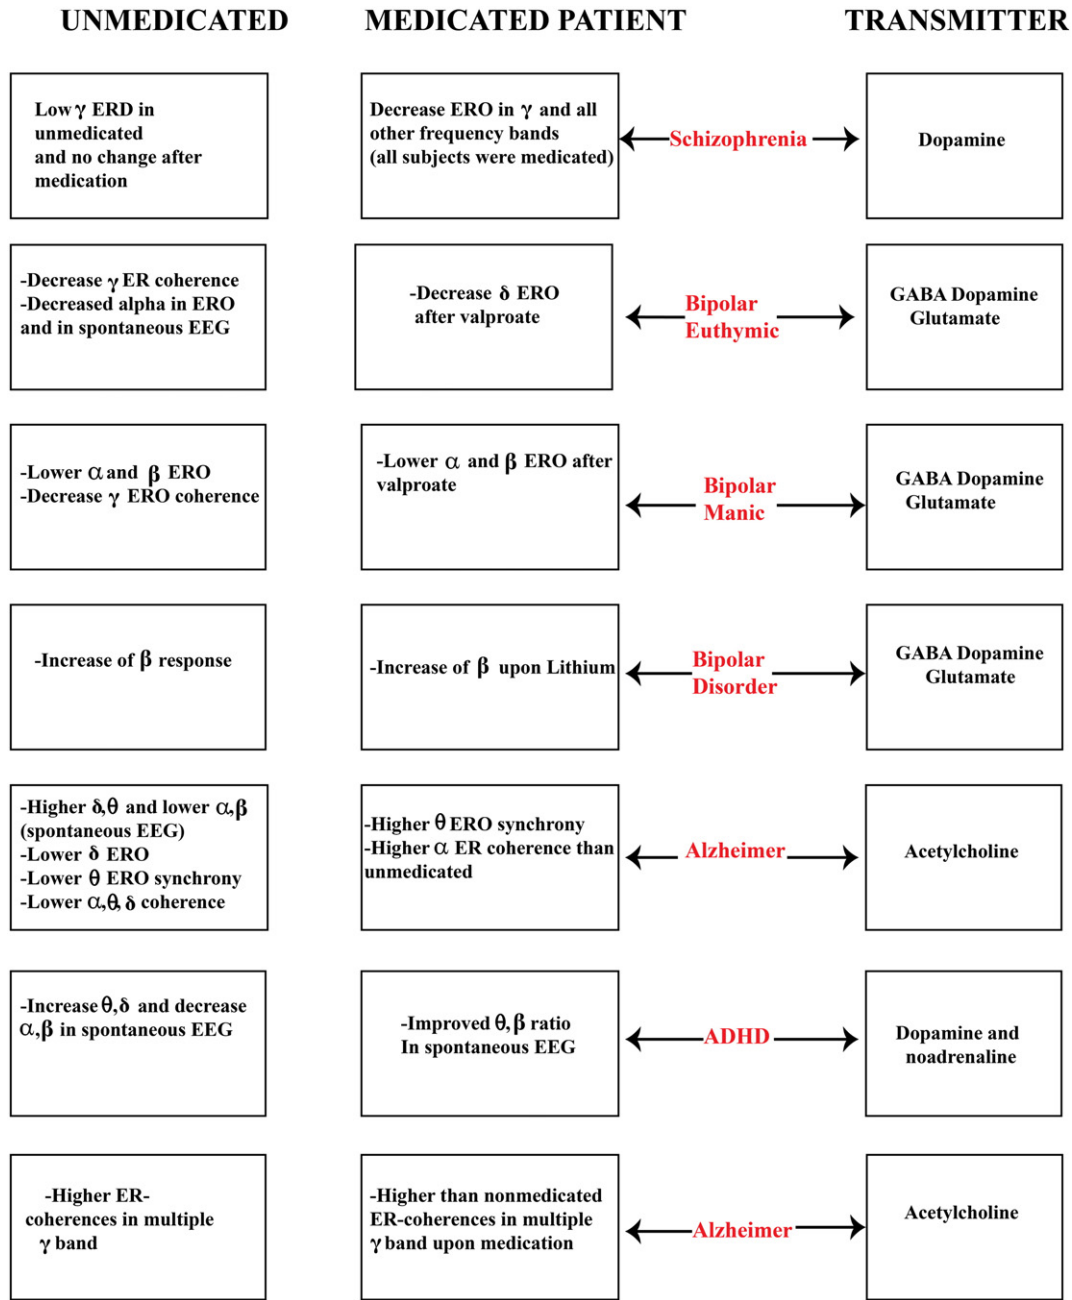 UNMEDICATED
MEDICATED PATIENT
TRANSMITTER
Low γ ERD in
unmedicated
and no change after
medication
Decrease ERO in γ and all
other frequency bands
(all subjects were medicated)
Schizophrenia
Dopamine
-Decrease γ ER coherence
-Decreased alpha in ERO
and in spontaneous EEG
-Decrease δ ERO
after valproate
Bipolar
Euthymic
GABA Dopamine
Glutamate
-Lower α and β ERO
-Decrease γ ERO coherence
-Lower α and β ERO after
valproate
Bipolar
Manic
GABA Dopamine
Glutamate
-Increase of β response
-Increase of β upon Lithium
Bipolar
Disorder
GABA Dopamine
Glutamate
-Higher δ,θ and lower α,β
(spontaneous EEG)
-Lower δ ERO
-Lower θ ERO synchrony
-Lower α,θ,δ coherence
-Higher θ ERO synchrony
-Higher α ER coherence than
unmedicated
Alzheimer
Acetylcholine
-Increase θ,δ and decrease
α,β in spontaneous EEG
-Improved θ,β ratio
In spontaneous EEG
ADHD
Dopamine and
noadrenaline
-Higher ER-
coherences in multiple
γ band
-Higher than nonmedicated
ER-coherences in multiple
γ band upon medication
Alzheimer
Acetylcholine